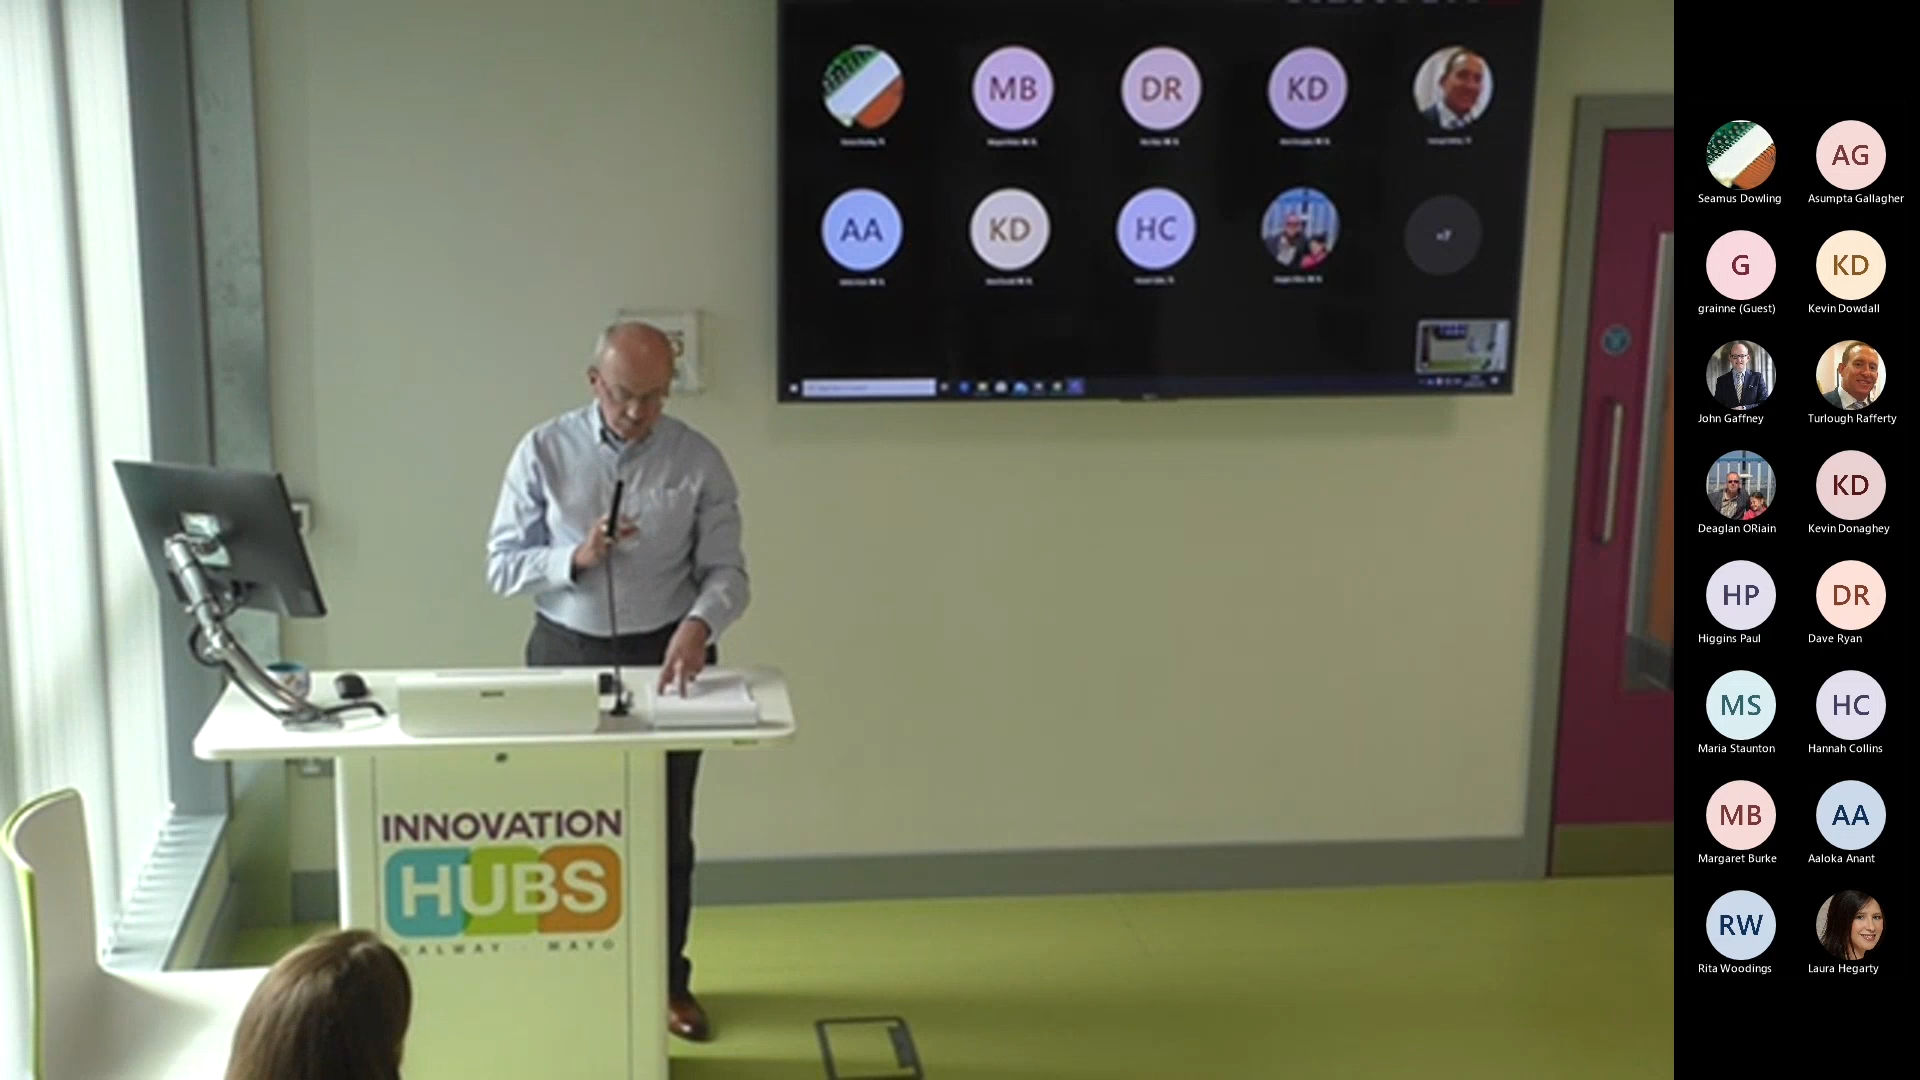 MB
DR
KD
AA
KD
HC
+7
INNOVATION
HUBS
GALWAY · MAYO
Seamus Dowling
AG
Asumpta Gallagher
G
grainne (Guest)
KD
Kevin Dowdall
John Gaffney
Turlough Rafferty
Deaglan ORiain
KD
Kevin Donaghey
HP
Higgins Paul
DR
Dave Ryan
MS
Maria Staunton
HC
Hannah Collins
MB
Margaret Burke
AA
Aaloka Anant
RW
Rita Woodings
Laura Hegarty